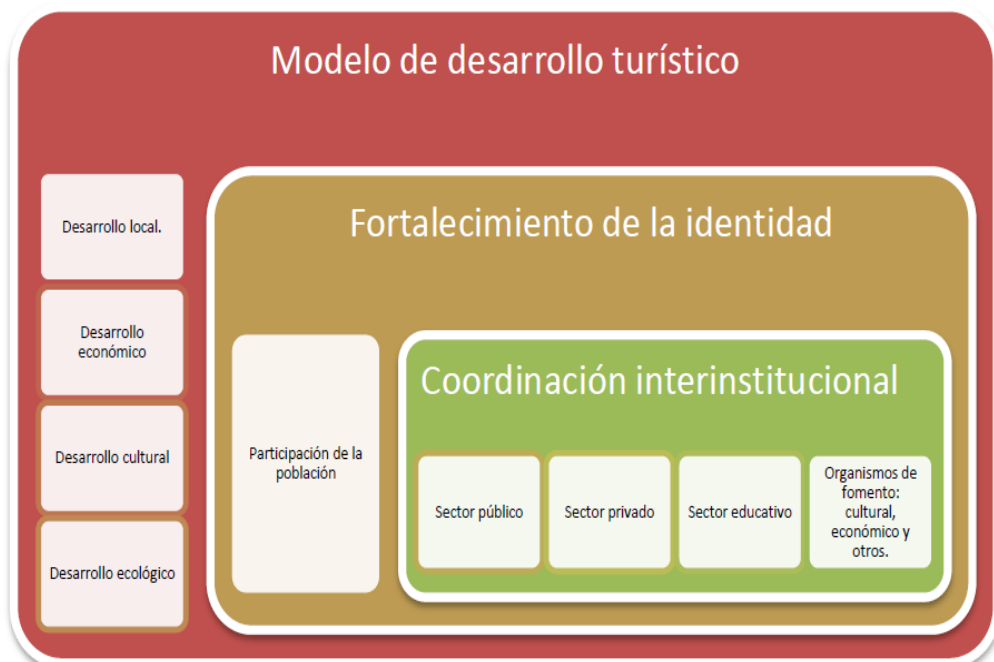 Modelo de desarrollo turístico
Desarrollo local.
Desarrollo
económico
Desarrollo cultural
Desarrollo ecológico
Fortalecimiento de la identidad
Participación de la
población
Coordinación interinstitucional
Sector público
Sector privado
Sector educativo
Organismos de
fomento:
cultural,
económico y
otros.